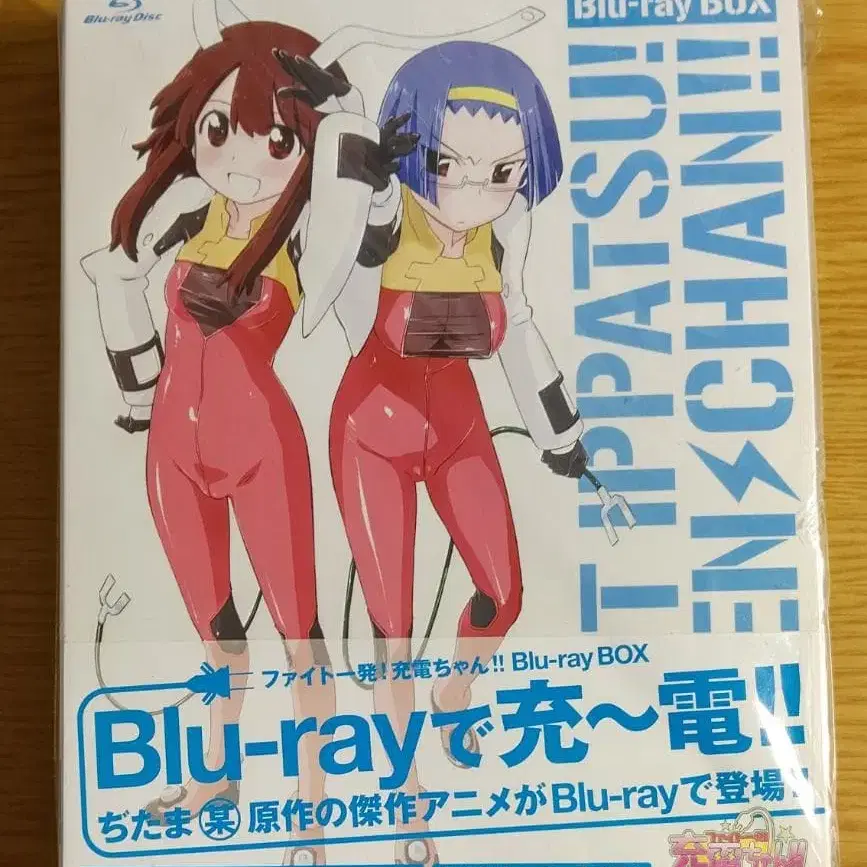 Blu-ray Disc
Blu-ray BOX
T IPPATSU!
EN CHAN!!
ファイト一発!充電ちゃん!! Blu-ray BOX
Blu-rayで充〜電!!
ぢたま某原作の傑作アニメがBlu-rayで登場!